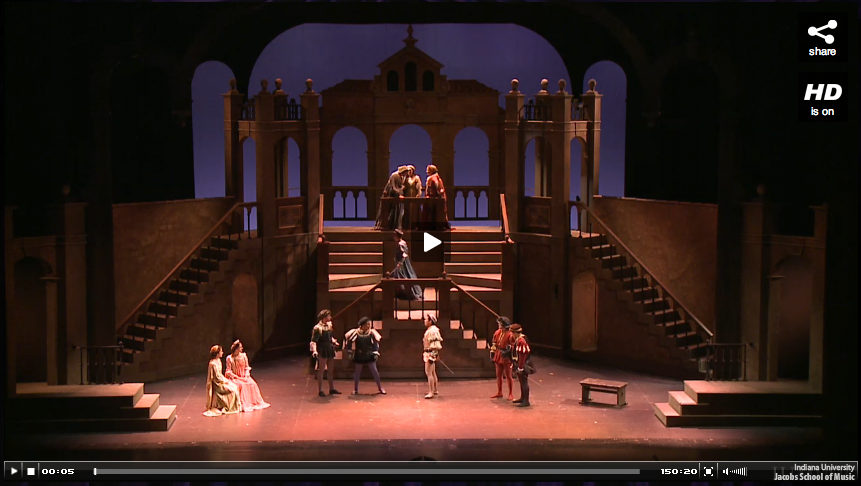 share
HD
is on
00:05
150:20
Indiana University
Jacobs School of Music